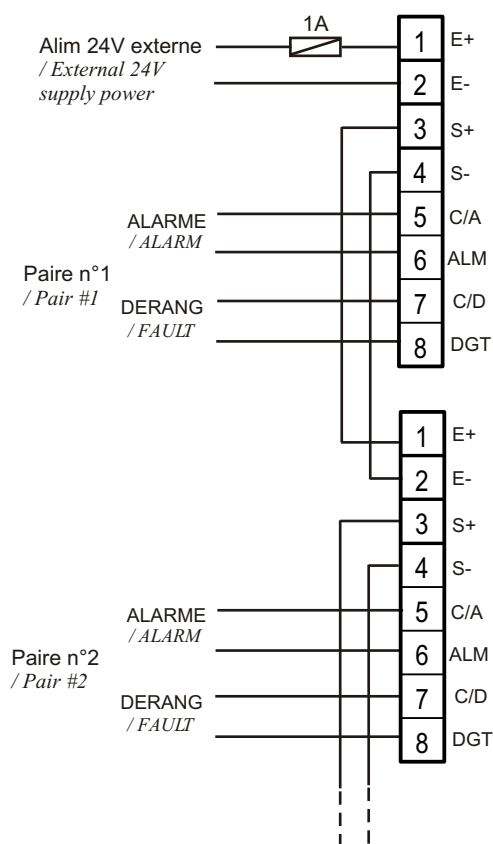 1A
Alim 24V externe
/ External 24V
supply power
1 E+
2 E-
3 S+
4 S-
ALARME
/ ALARM
5 C/A
6 ALM
Paire n°1
/ Pair #1
DERANG
/ FAULT
7 C/D
8 DGT
1 E+
2 E-
3 S+
4 S-
ALARME
/ ALARM
5 C/A
6 ALM
Paire n°2
/ Pair #2
DERANG
/ FAULT
7 C/D
8 DGT